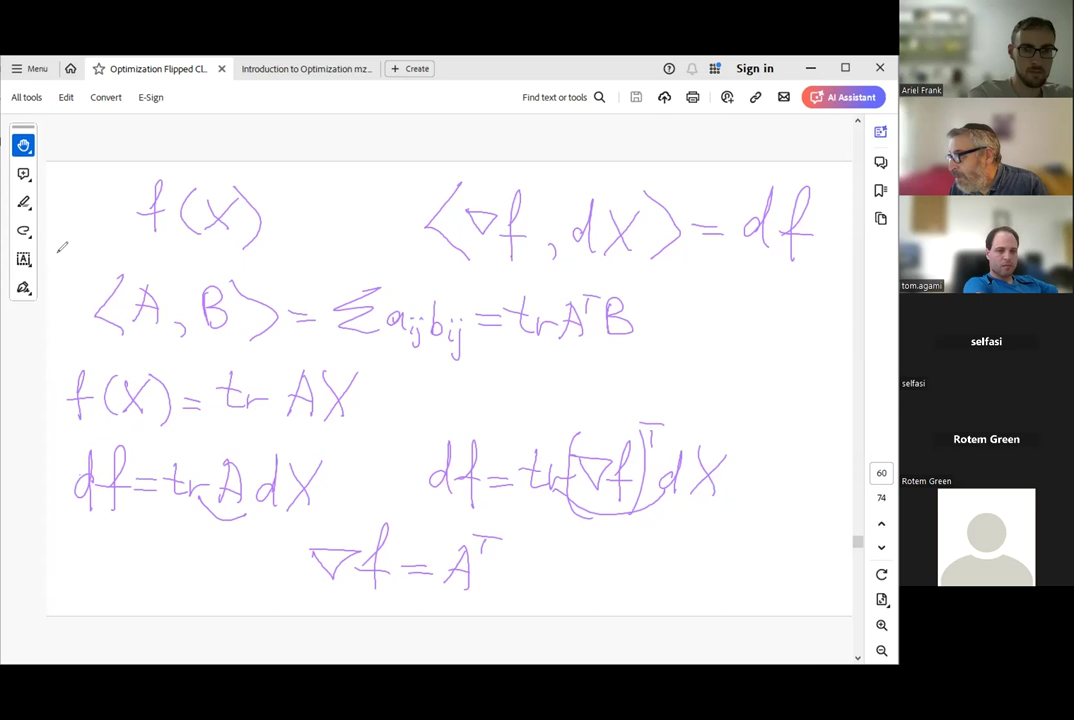 Menu
Optimization Flipped Cl...
Introduction to Optimization mz...
+ Create
Sign in
All tools Edit Convert E-Sign
Find text or tools
AI Assistant
f(X) ⟨∇f, dX⟩ = df
⟨A, B⟩ = Σ aᵢⱼ bᵢⱼ = tr AᵀB
f(X) = tr AX
df = tr A dX df = tr(∇f)ᵀ dX
∇f = Aᵀ
60
74
Ariel Frank
tom.agami
selfasi
selfasi
Rotem Green
Rotem Green